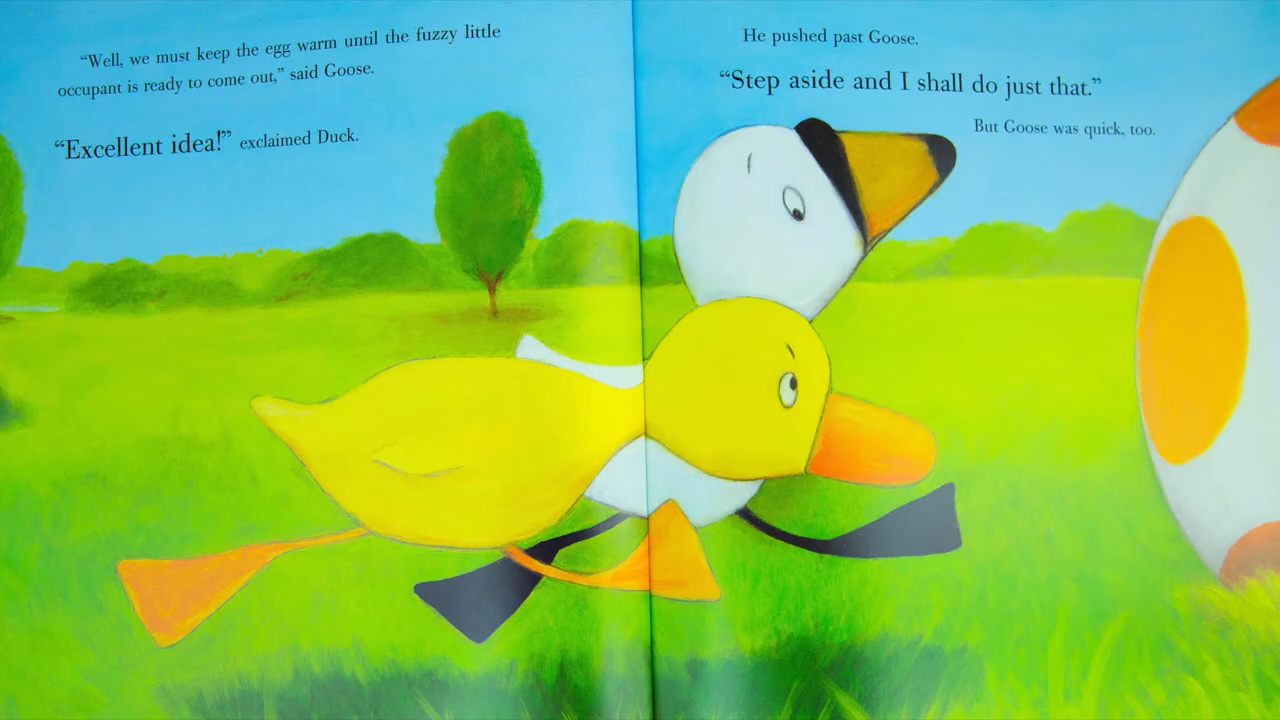 “Well, we must keep the egg warm until the fuzzy little
occupant is ready to come out,” said Goose.
“Excellent idea!” exclaimed Duck.
He pushed past Goose.
“Step aside and I shall do just that.”
But Goose was quick, too.